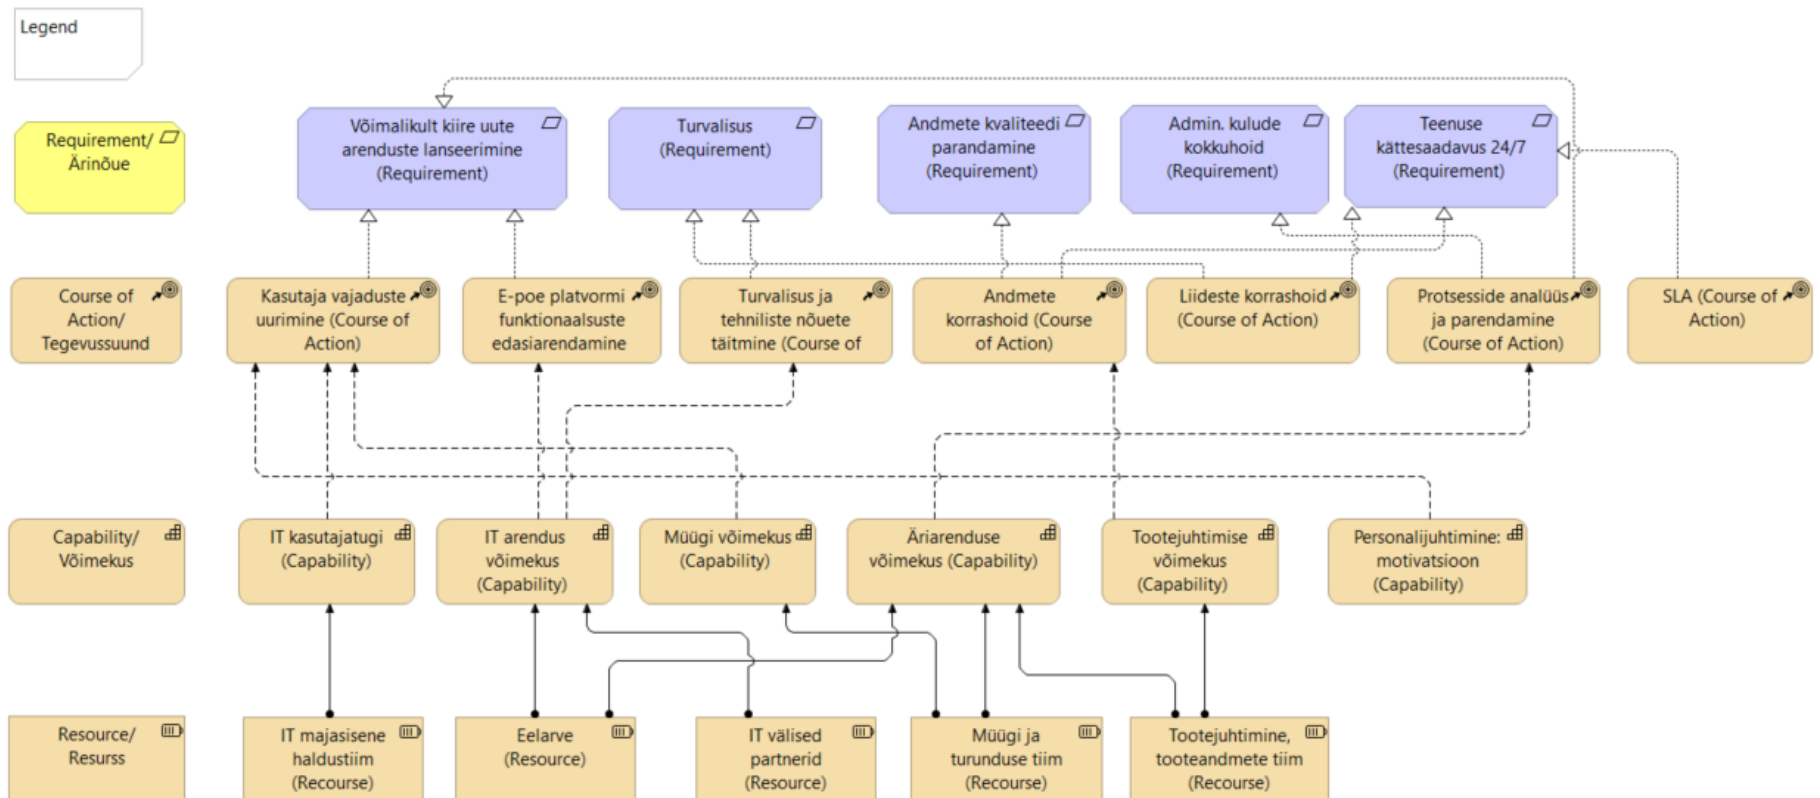 Legend
Requirement/
Ärinõue
Võimalikult kiire uute
arenduste lanseerimine
(Requirement)
Turvalisus
(Requirement)
Andmete kvaliteedi
parandamine
(Requirement)
Admin. kulude
kokkuhoid
(Requirement)
Teenuse
kättesaadavus 24/7
(Requirement)
Course of
Action/
Tegevussuund
Kasutaja vajaduste
uurimine (Course of
Action)
E-poe platvormi
funktionaalsuste
edasiarendamine
Turvalisus ja
tehniliste nõuete
täitmine (Course of
Andmete
korrashoid (Course
of Action)
Liideste korrashoid
(Course of Action)
Protsesside analüüs
ja parendamine
(Course of Action)
SLA (Course of
Action)
Capability/
Võimekus
IT kasutajatugi
(Capability)
IT arendus
võimekus
(Capability)
Müügi võimekus
(Capability)
Äriarenduse
võimekus (Capability)
Tootejuhtimise
võimekus
(Capability)
Personalijuhtimine:
motivatsioon
(Capability)
Resource/
Resurss
IT majasisene
haldustiim
(Recourse)
Eelarve
(Resource)
IT välised
partnerid
(Resource)
Müügi ja
turunduse tiim
(Recourse)
Tootejuhtimine,
tooteandmete tiim
(Recourse)